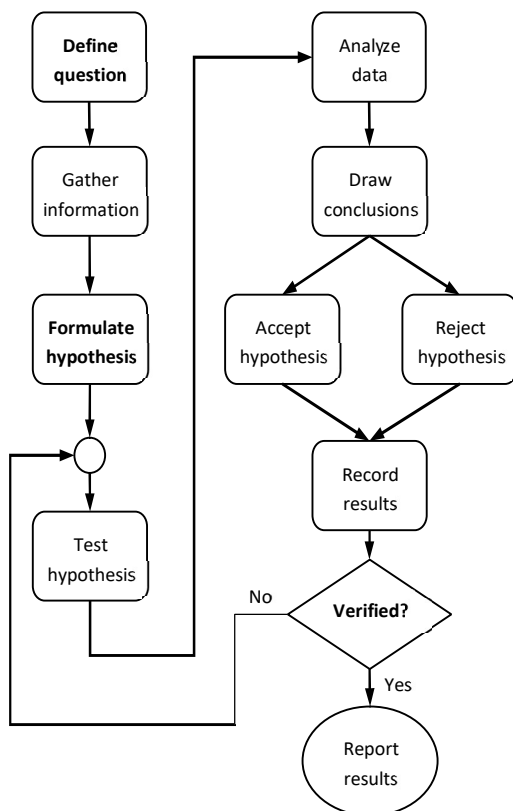 Define
question
Gather
information
Formulate
hypothesis
Test
hypothesis
Analyze
data
Draw
conclusions
Accept
hypothesis
Reject
hypothesis
Record
results
Verified?
No
Yes
Report
results